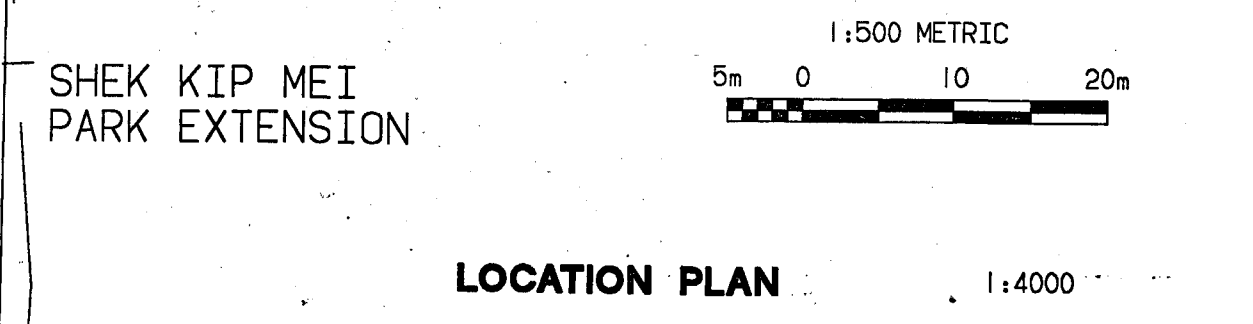 1:500 METRIC
SHEK KIP MEI
PARK EXTENSION
5m 0 10 20m
LOCATION PLAN 1:4000